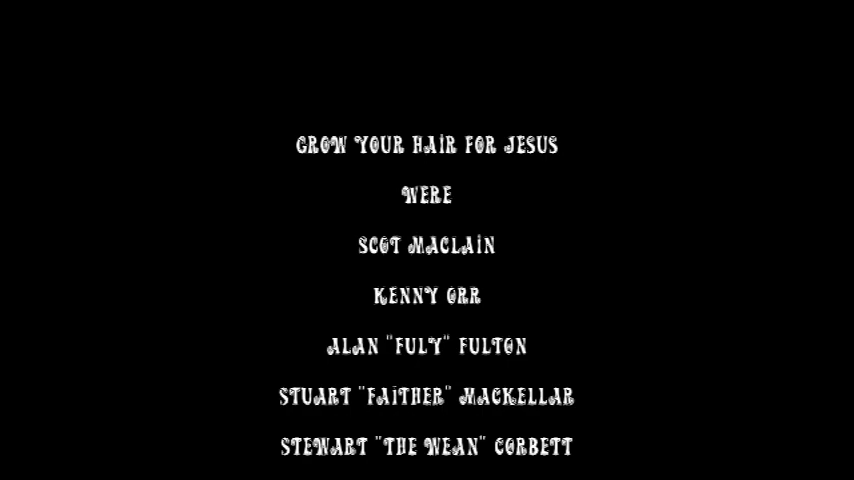 GROW YOUR HAIR FOR JESUS
WERE
SCOT MACLAIN
KENNY ORR
ALAN "FULY" FULTON
STUART "FAITHER" MACKELLAR
STEWART "THE WEAN" CORBETT